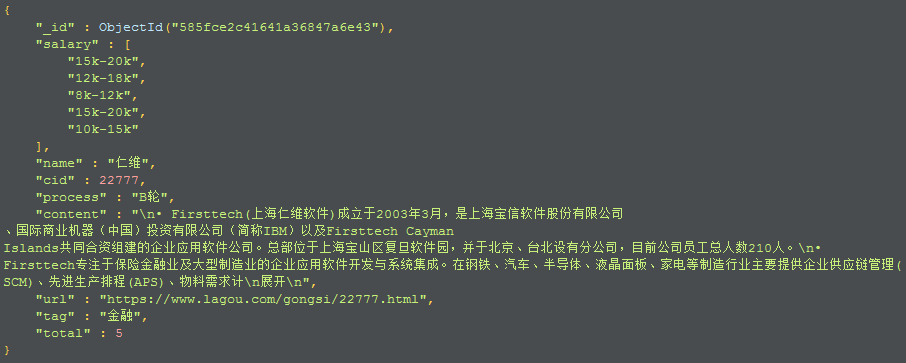 {
"_id" : ObjectId("585fce2c41641a36847a6e43"),
"salary" : [
"15k-20k",
"12k-18k",
"8k-12k",
"15k-20k",
"10k-15k"
],
"name" : "仁维",
"cid" : 22777,
"process" : "B轮",
"content" : "\n• Firsttech(上海仁维软件)成立于2003年3月，是上海宝信软件股份有限公司
、国际商业机器（中国）投资有限公司（简称IBM）以及Firsttech Cayman
Islands共同合资组建的企业应用软件公司。总部位于上海宝山区复旦软件园，并于北京、台北设有分公司，目前公司员工总人数210人。\n•
Firsttech专注于保险金融业及大型制造业的企业应用软件开发与系统集成。在钢铁、汽车、半导体、液晶面板、家电等制造行业主要提供企业供应链管理(
SCM)、先进生产排程(APS)、物料需求计\n展开\n",
"url" : "https://www.lagou.com/gongsi/22777.html",
"tag" : "金融",
"total" : 5
}